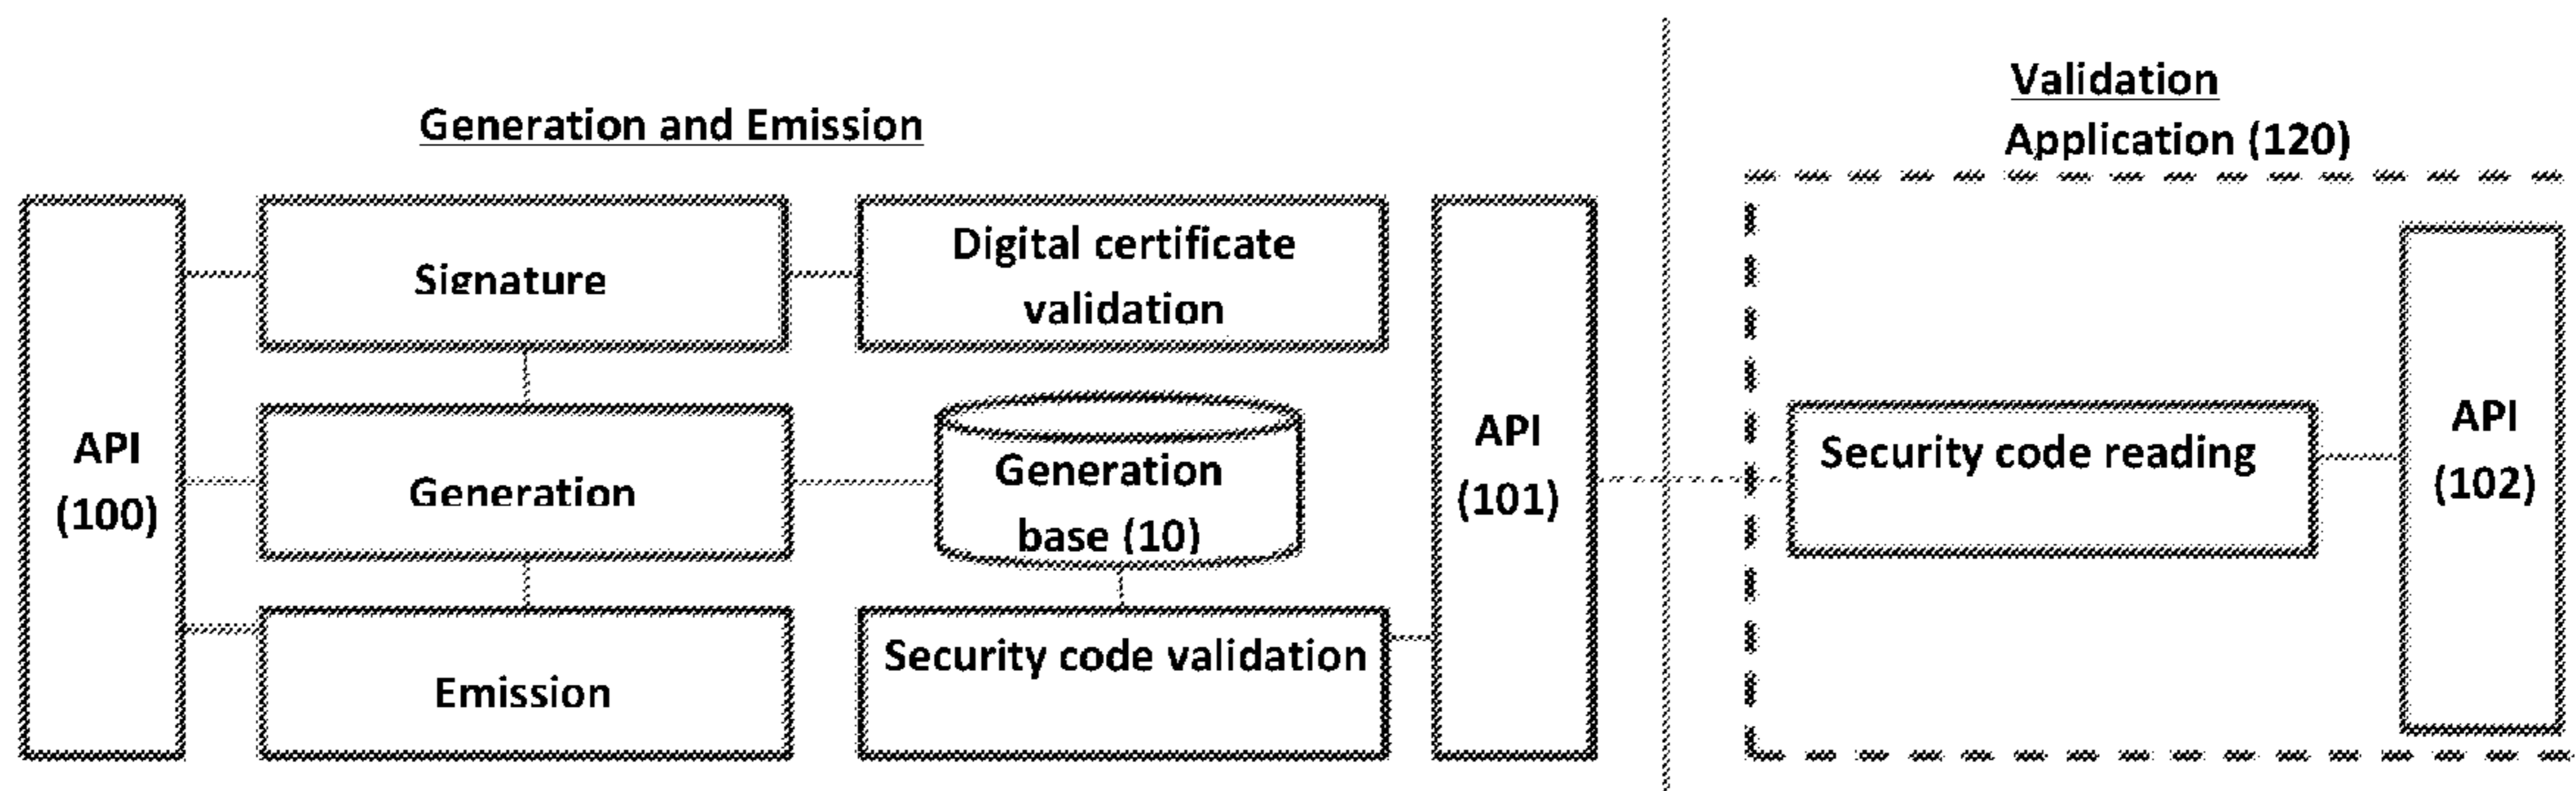 Generation and Emission
Validation
Application (120)
API
(100)
Signature
Digital certificate
validation
Generation
Generation
base (10)
Emission
Security code validation
API
(101)
Security code reading
API
(102)